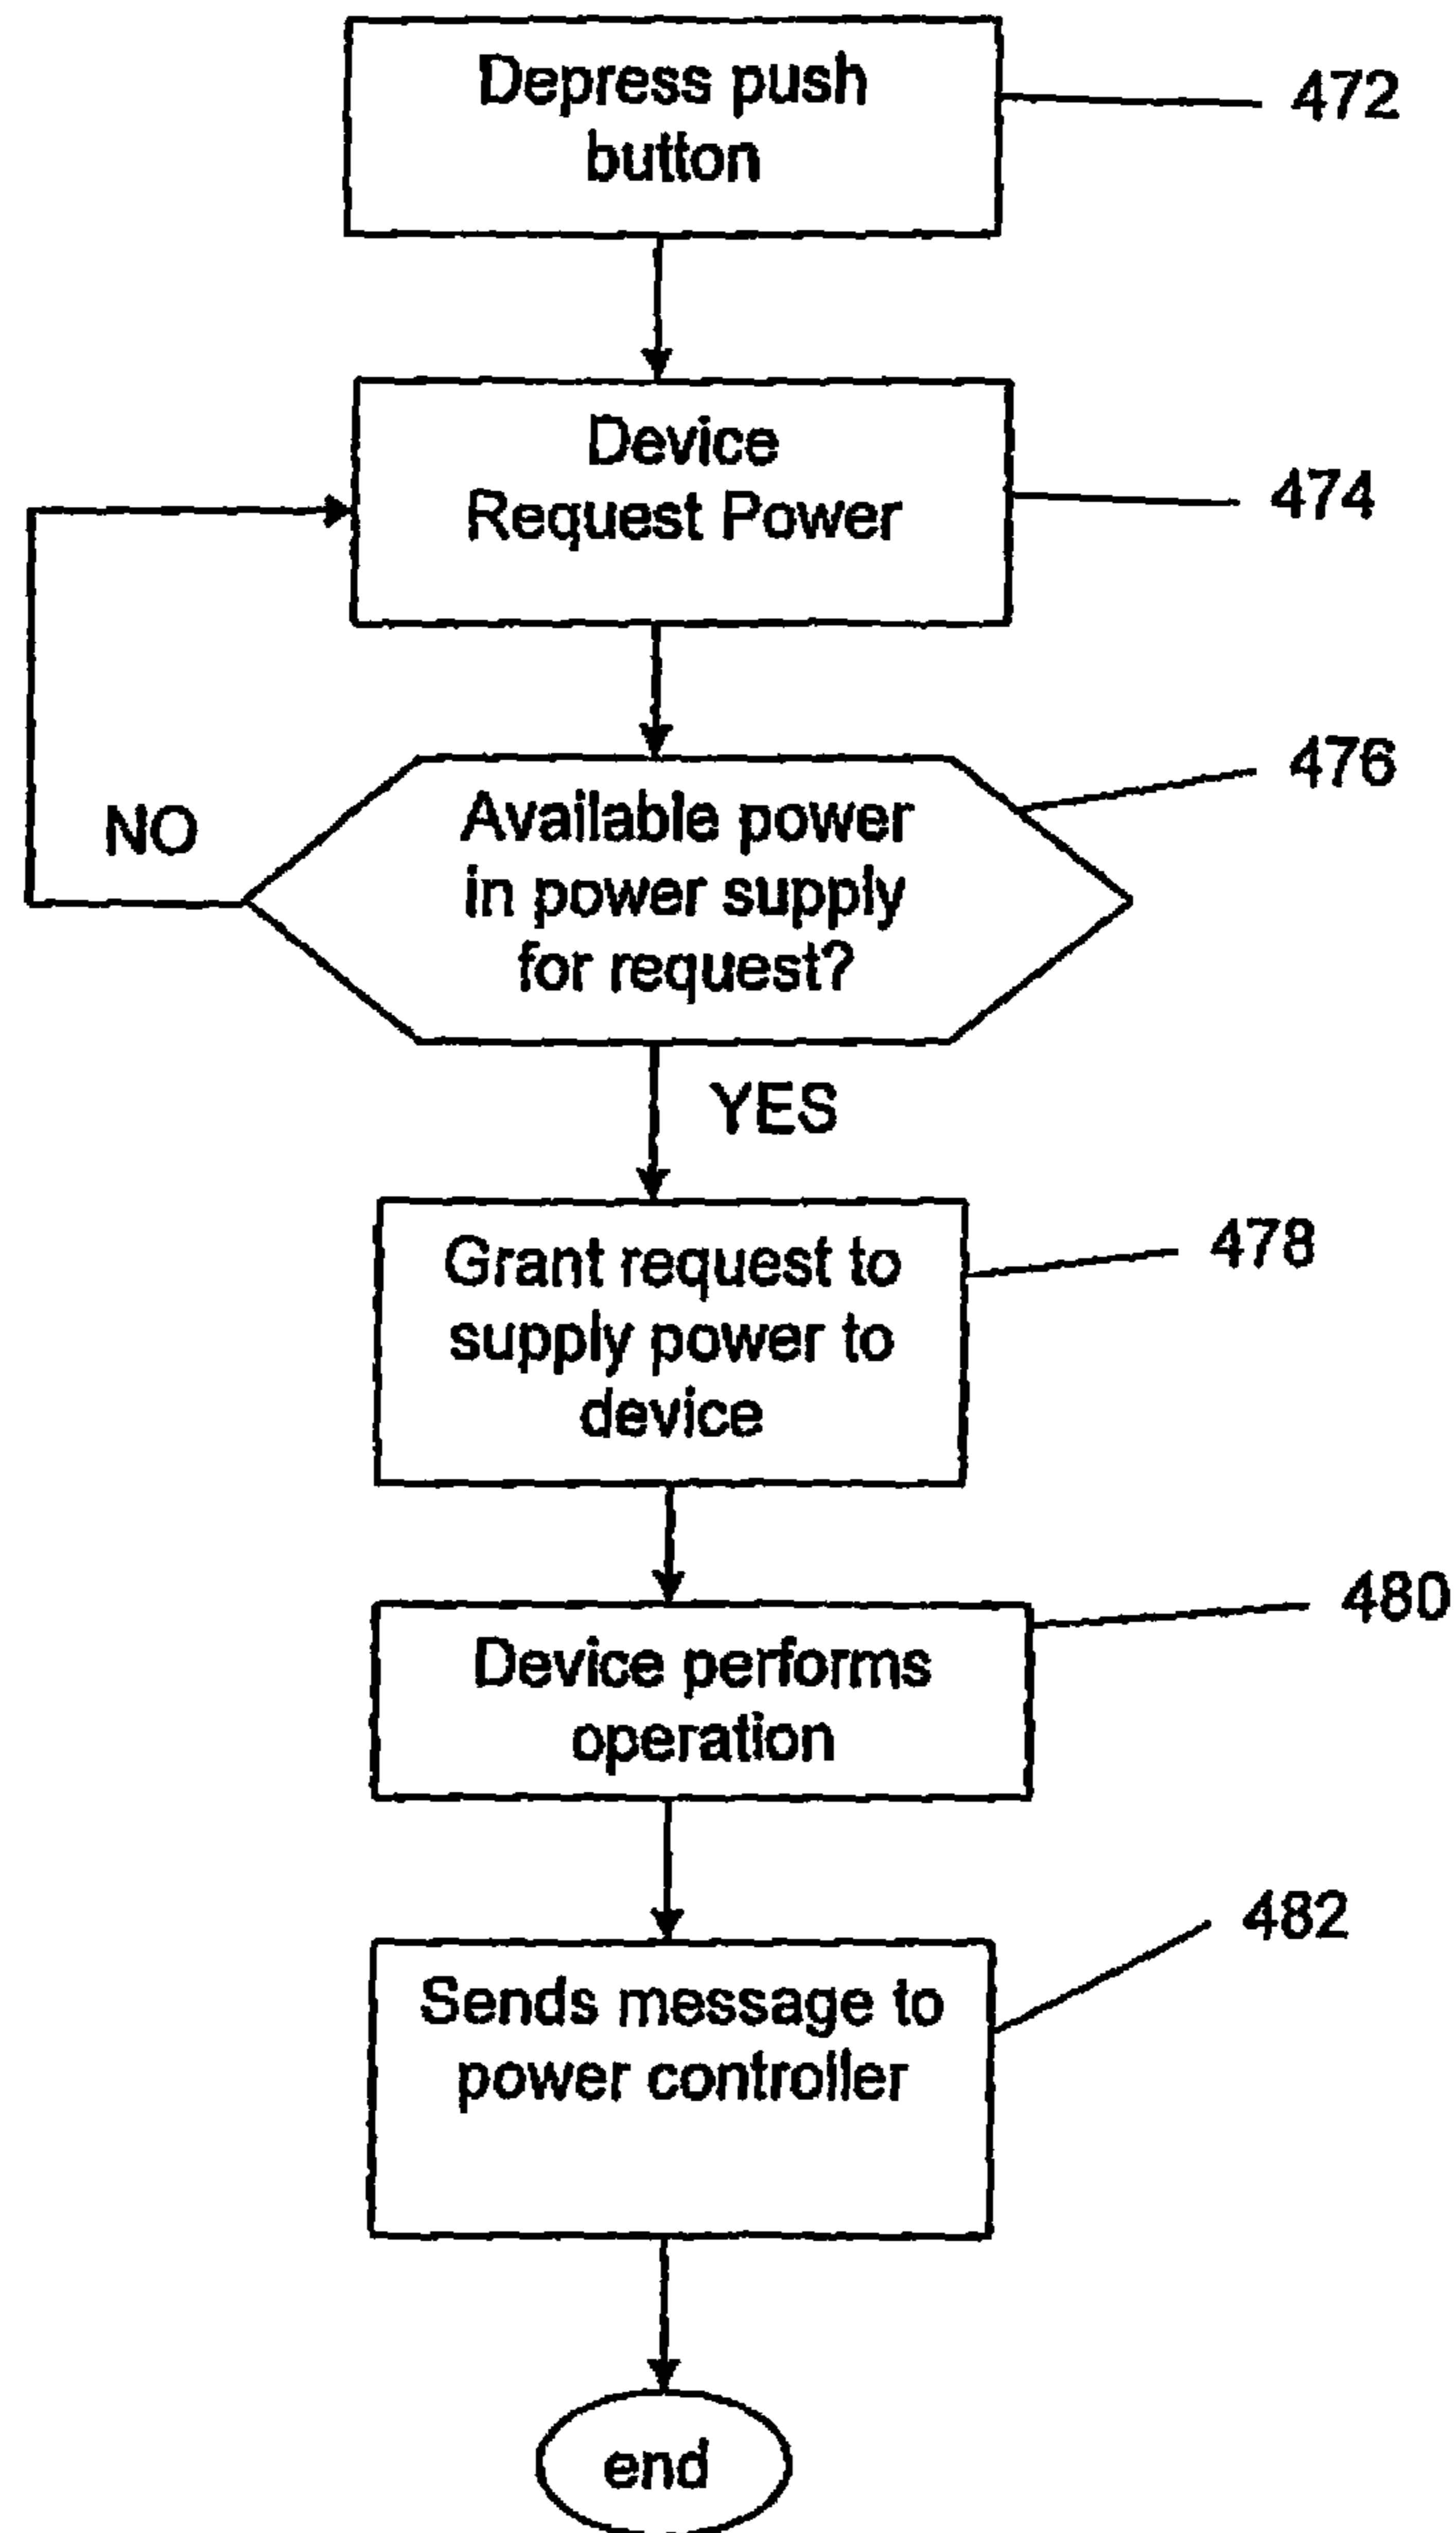 Depress push
button
472
Device
Request Power
474
Available power
in power supply
for request?
476
NO
YES
Grant request to
supply power to
device
478
Device performs
operation
480
Sends message to
power controller
482
end